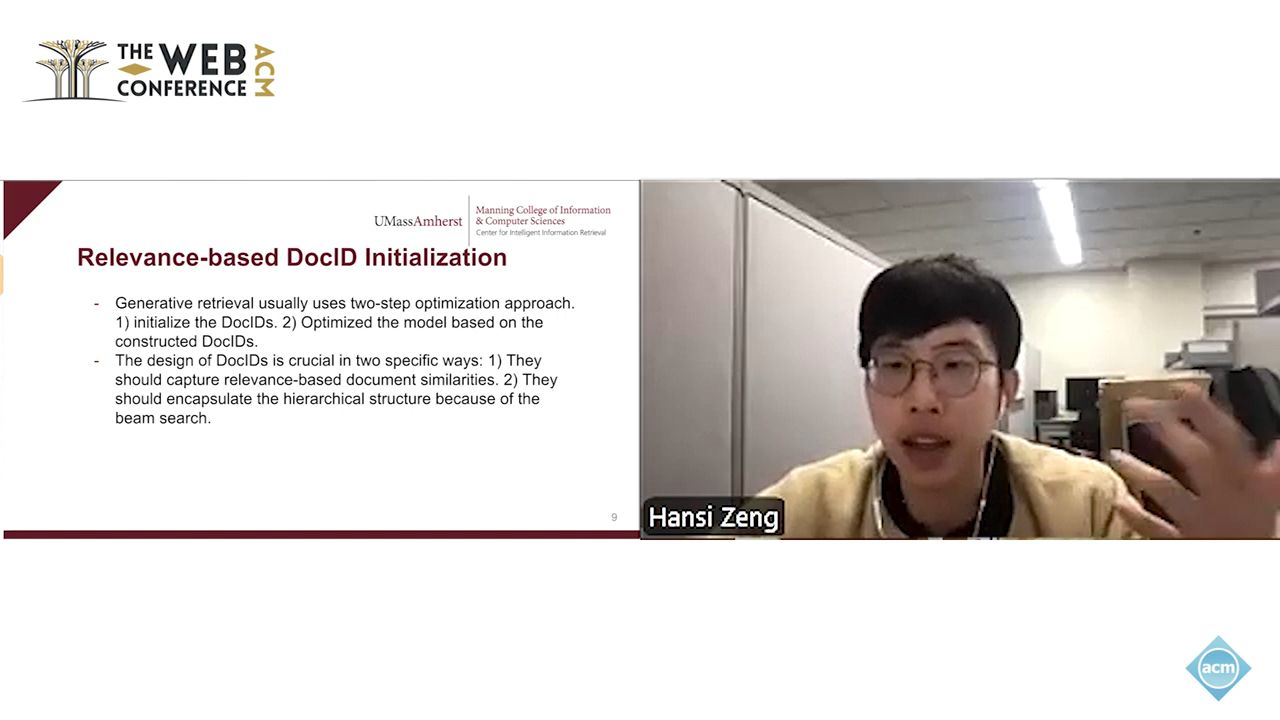 THE WEB
CONFERENCE
ACM
UMassAmherst
Manning College of Information
& Computer Sciences
Center for Intelligent Information Retrieval
Relevance-based DocID Initialization
- Generative retrieval usually uses two-step optimization approach.
1) initialize the DocIDs. 2) Optimized the model based on the
constructed DocIDs.
- The design of DocIDs is crucial in two specific ways: 1) They
should capture relevance-based document similarities. 2) They
should encapsulate the hierarchical structure because of the
beam search.
9
Hansi Zeng
acm